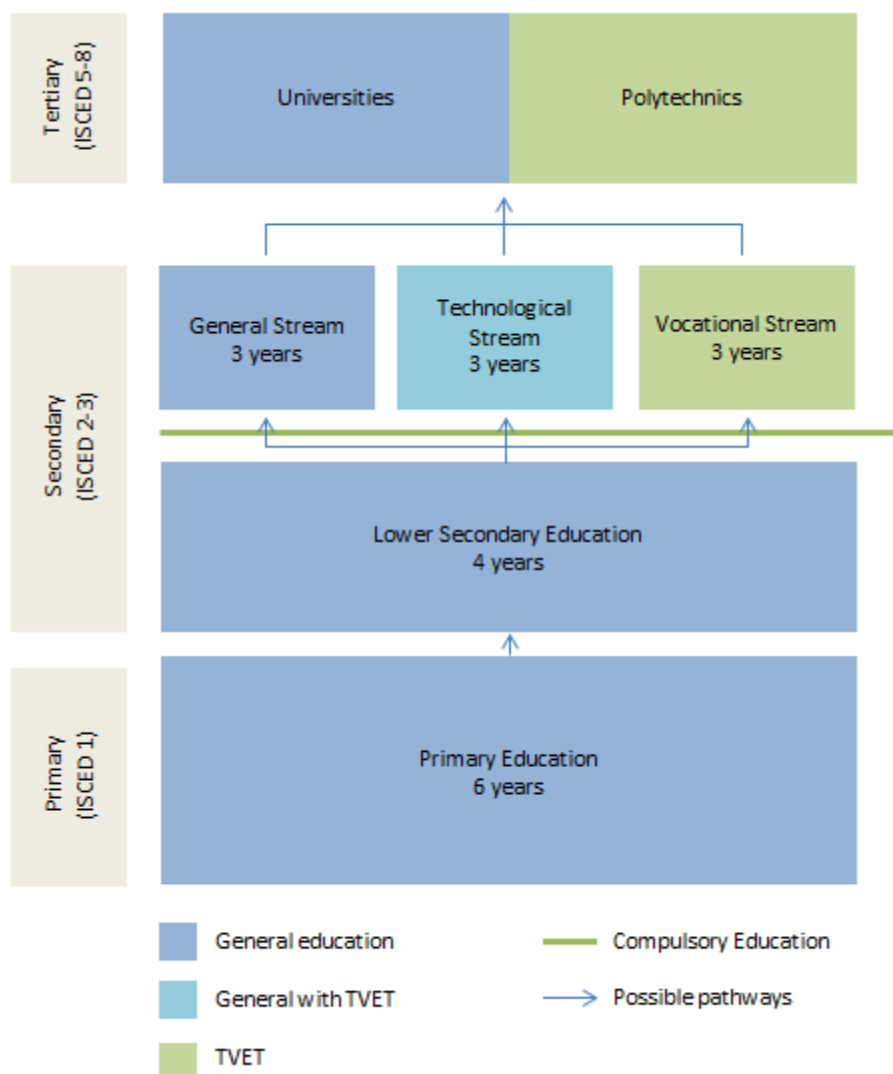 Tertiary
(ISCED 5-8)
Universities
Polytechnics
Secondary
(ISCED 2-3)
General Stream
3 years
Technological
Stream
3 years
Vocational Stream
3 years
Lower Secondary Education
4 years
Primary
(ISCED 1)
Primary Education
6 years
General education
Compulsory Education
General with TVET
Possible pathways
TVET